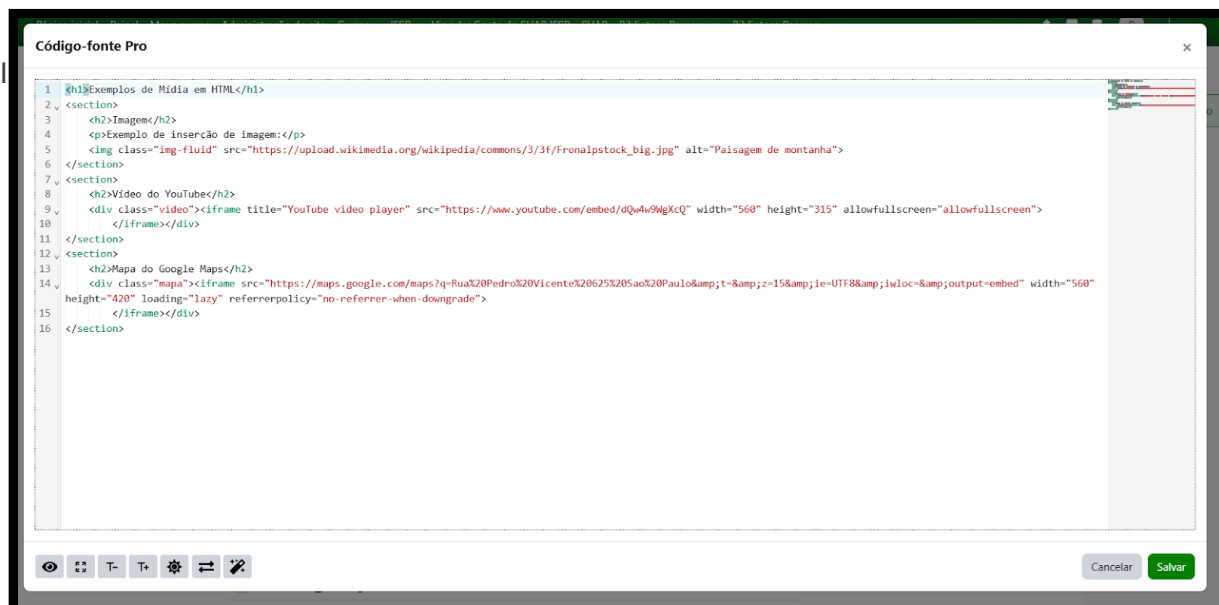 Código-fonte Pro
×
1 <h1>Exemplos de Mídia em HTML</h1>
2 <section>
3 <h2>Imagem</h2>
4 <p>Exemplo de inserção de imagem:</p>
5 <img class="img-fluid" src="https://upload.wikimedia.org/wikipedia/commons/3/3f/Fronalpstock_big.jpg" alt="Paisagem de montanha">
6 </section>
7 <section>
8 <h2>Vídeo do YouTube</h2>
9 <div class="video"><iframe title="YouTube video player" src="https://www.youtube.com/embed/dQw4w9WgXcQ" width="560" height="315" allowfullscreen="allowfullscreen">
10 </iframe></div>
11 </section>
12 <section>
13 <h2>Mapa do Google Maps</h2>
14 <div class="mapa"><iframe src="https://maps.google.com/maps?q=Rua%20Pedro%20Vicente%20625%20Sao%20Paulo&amp;t=&amp;z=15&amp;ie=UTF8&amp;iwloc=&amp;output=embed" width="560"
height="420" loading="lazy" referrerpolicy="no-referrer-when-downgrade">
15 </iframe></div>
16 </section>
T- T+
Cancelar Salvar